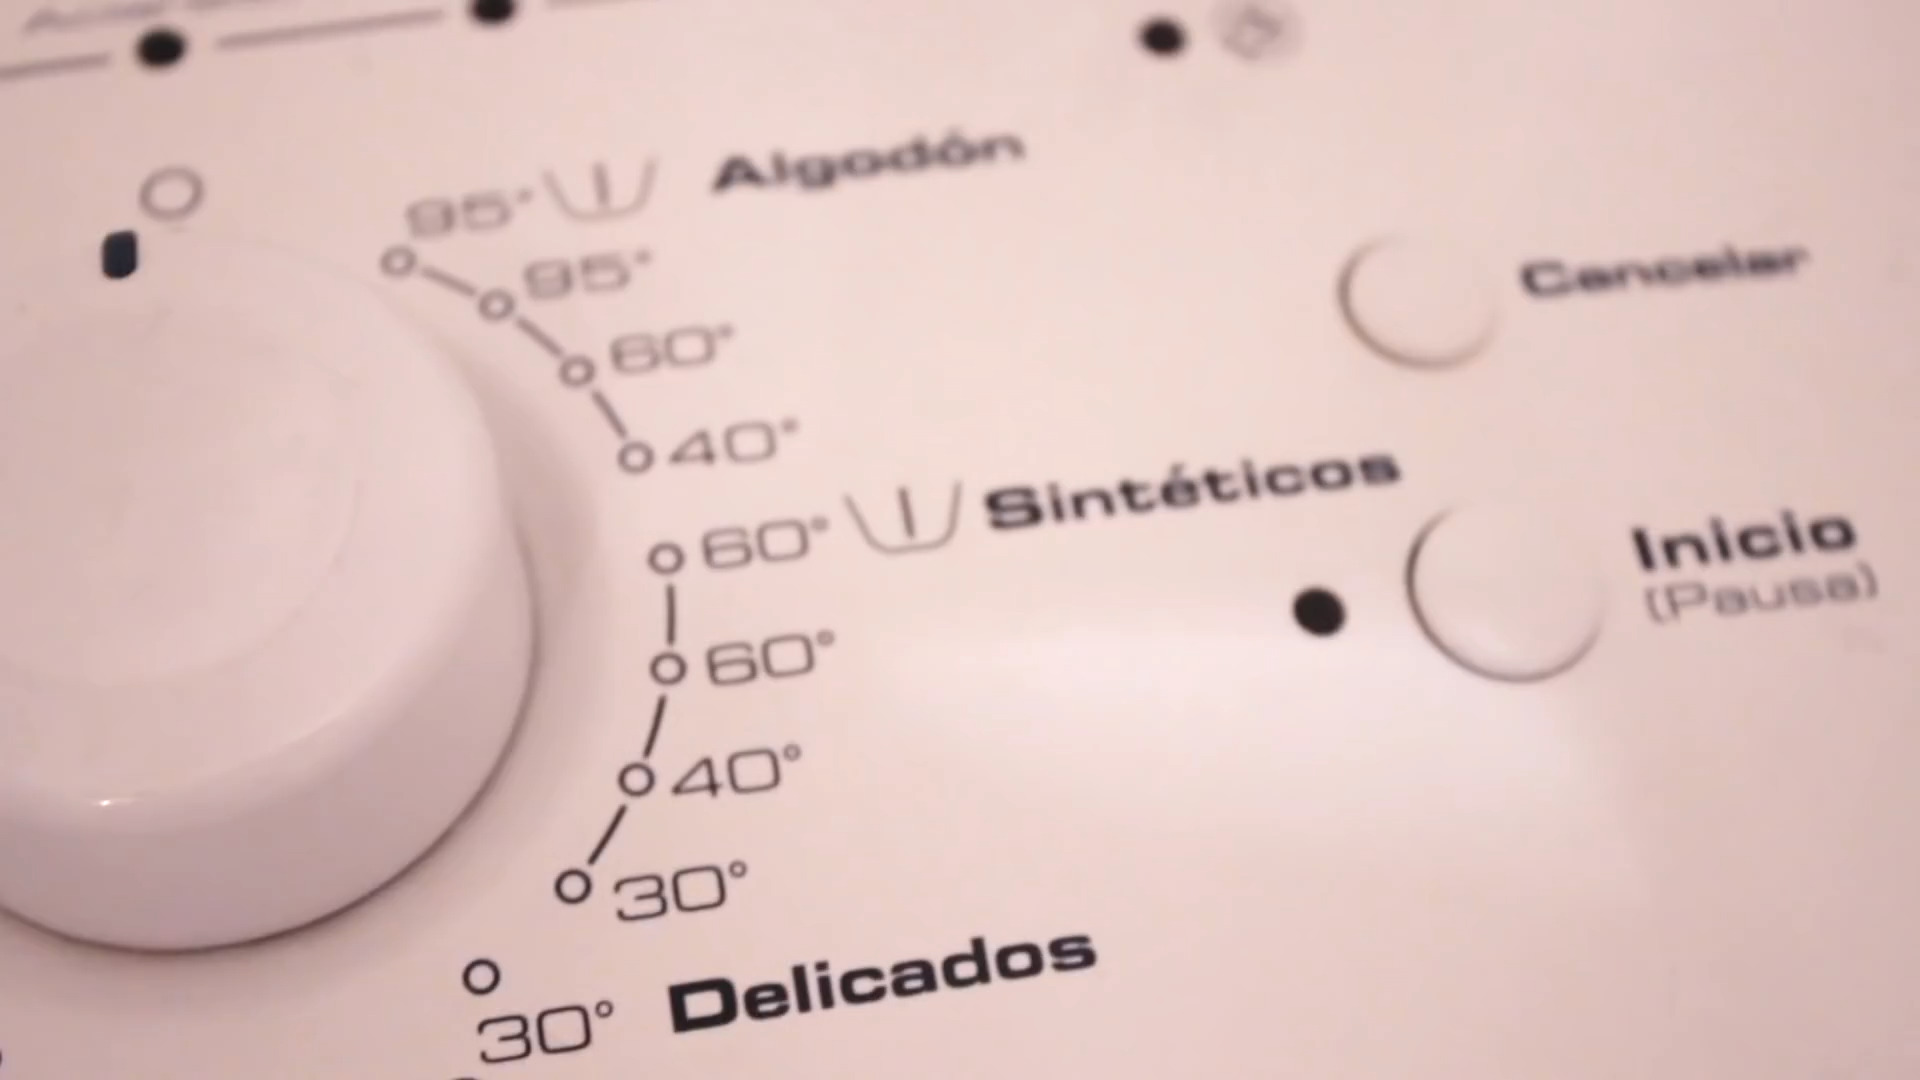 95° Algodón
95°
60°
40°
60° Sintéticos
60°
40°
30°
30° Delicados
Cancelar
Inicio
(Pausa)